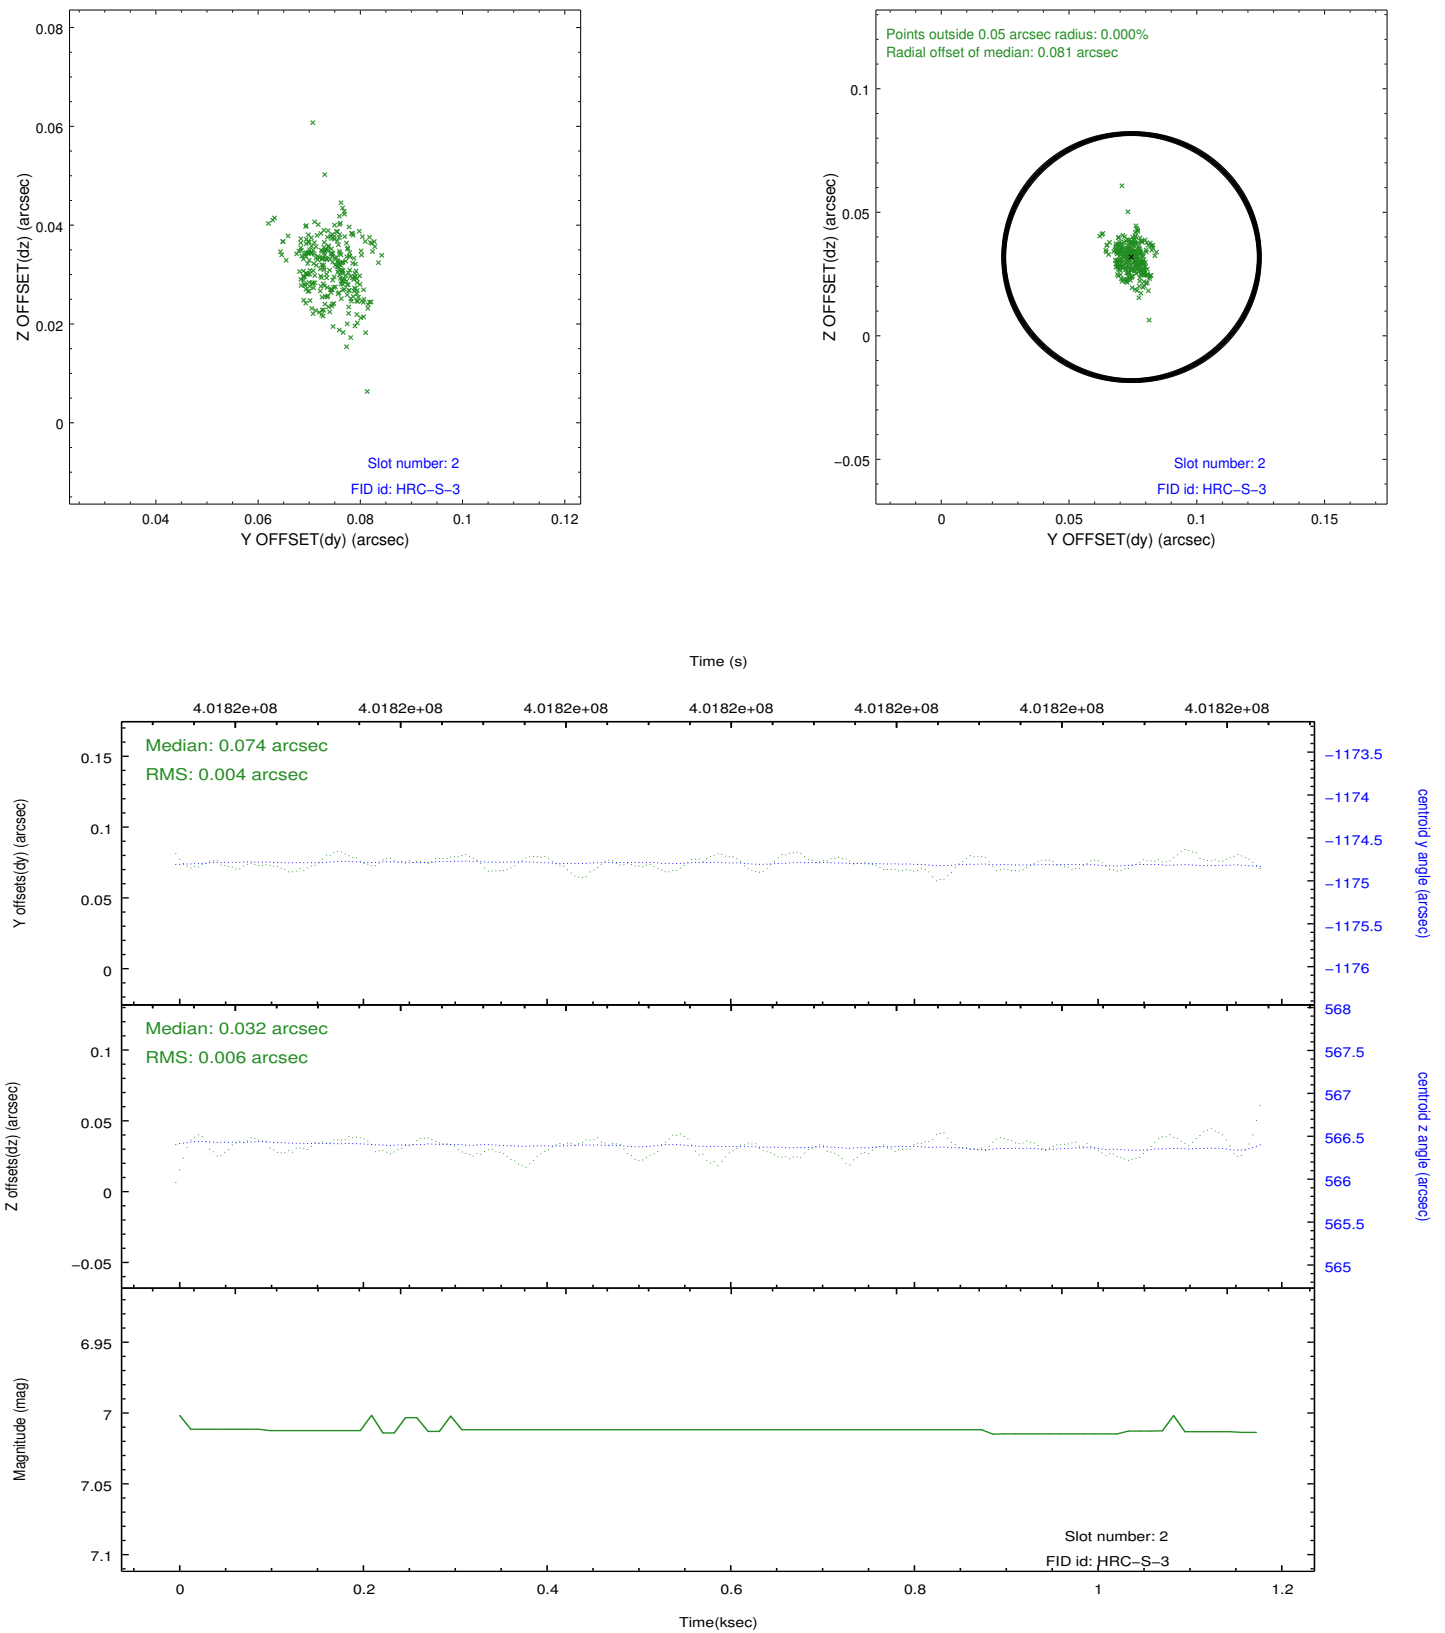 0.08
0.06
0.04
0.02
0
Z OFFSET(dz) (arcsec)
Slot number: 2
FID id: HRC−S−3
0.04 0.06 0.08 0.1 0.12
Y OFFSET(dy) (arcsec)
Points outside 0.05 arcsec radius: 0.000%
Radial offset of median: 0.081 arcsec
0.1
0.05
0
−0.05
Z OFFSET(dz) (arcsec)
Slot number: 2
FID id: HRC−S−3
0 0.05 0.1 0.15
Y OFFSET(dy) (arcsec)
Time (s)
4.0182e+08 4.0182e+08 4.0182e+08 4.0182e+08 4.0182e+08 4.0182e+08 4.0182e+08
Median: 0.074 arcsec
RMS: 0.004 arcsec
0.15
0.1
0.05
0
Y offsets(dy) (arcsec)
−1173.5
−1174
−1174.5
−1175
−1175.5
−1176
centroid y angle (arcsec)
Median: 0.032 arcsec
RMS: 0.006 arcsec
0.1
0.05
0
−0.05
Z offsets(dz) (arcsec)
568
567.5
567
566.5
566
565.5
565
centroid z angle (arcsec)
6.95
7
7.05
7.1
Magnitude (mag)
Slot number: 2
FID id: HRC−S−3
0 0.2 0.4 0.6 0.8 1 1.2
Time(ksec)